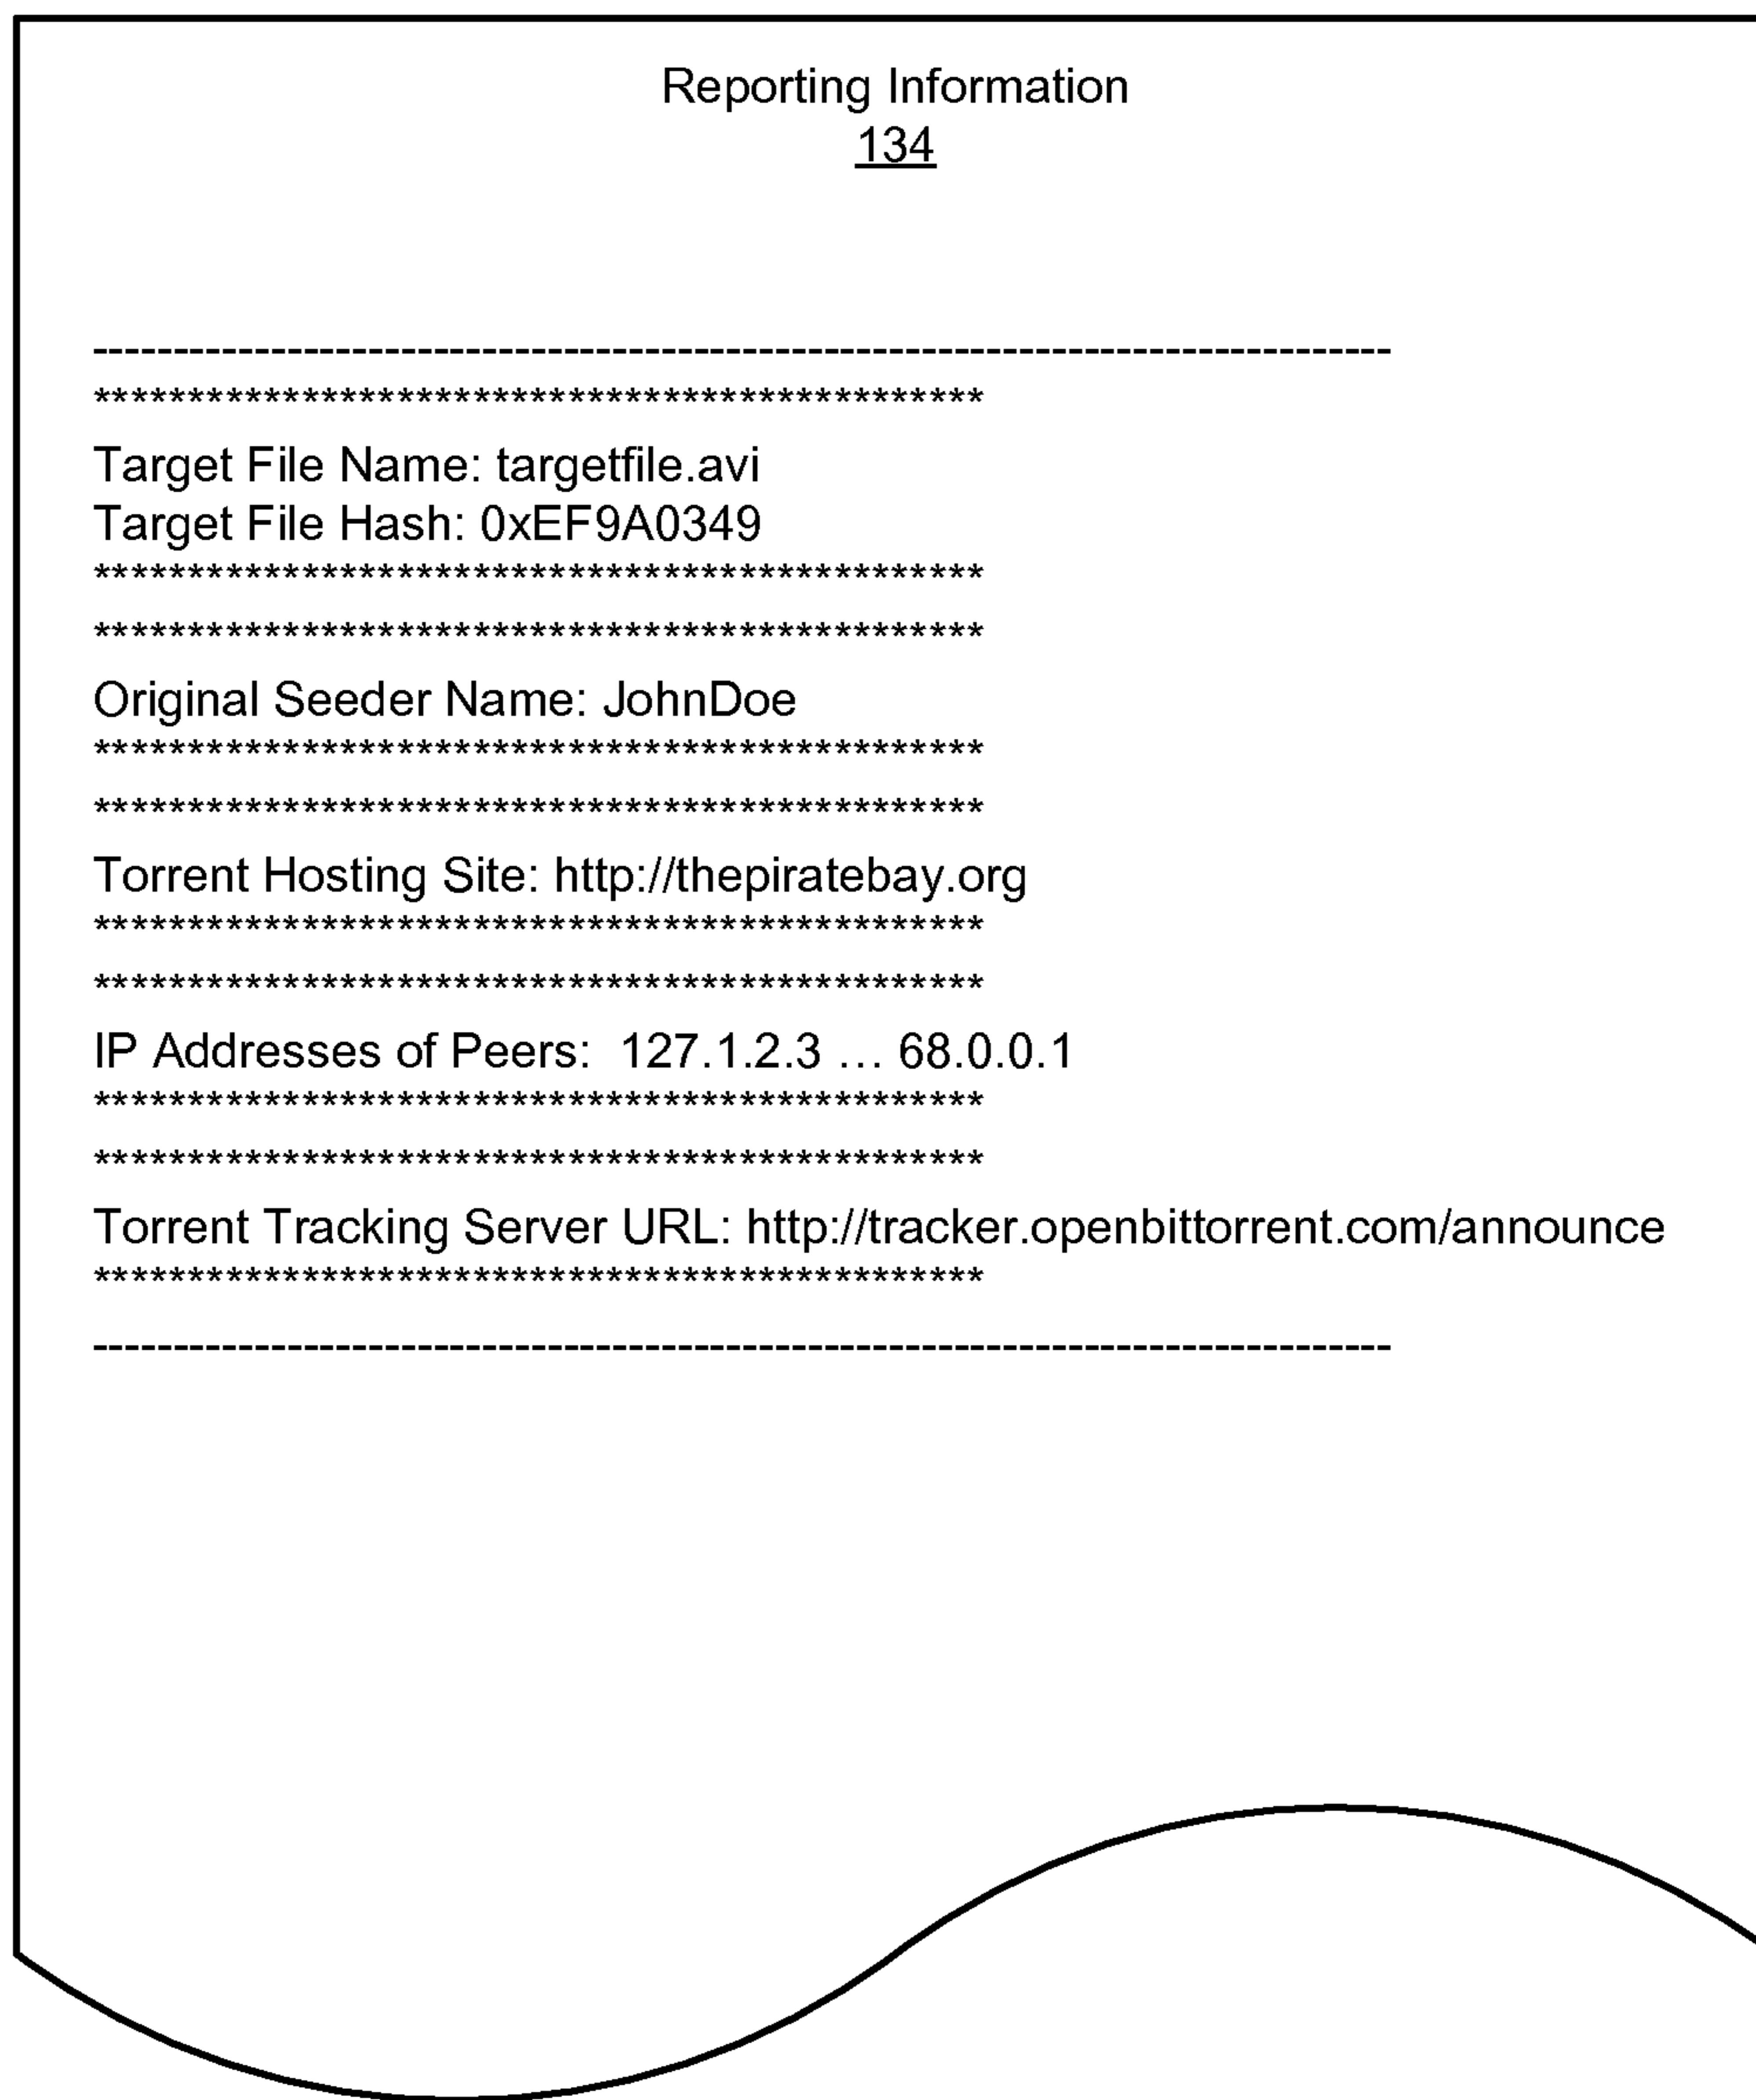 Reporting Information
134
--------------------------------------------------------------------------------
***********************************************
Target File Name: targetfile.avi
Target File Hash: 0xEF9A0349
***********************************************
***********************************************
Original Seeder Name: JohnDoe
***********************************************
***********************************************
Torrent Hosting Site: http://thepiratebay.org
***********************************************
***********************************************
IP Addresses of Peers:  127.1.2.3 … 68.0.0.1
***********************************************
***********************************************
Torrent Tracking Server URL: http://tracker.openbittorrent.com/announce
***********************************************
--------------------------------------------------------------------------------